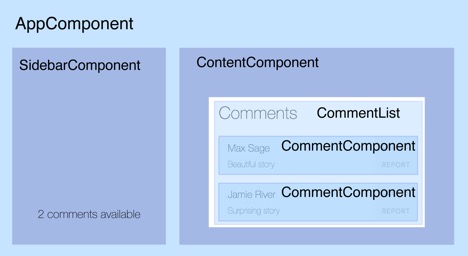 AppComponent
SidebarComponent
2 comments available
ContentComponent
Comments CommentList
Max Sage CommentComponent
Beautiful story REPORT
Jamie River CommentComponent
Surprising story REPORT